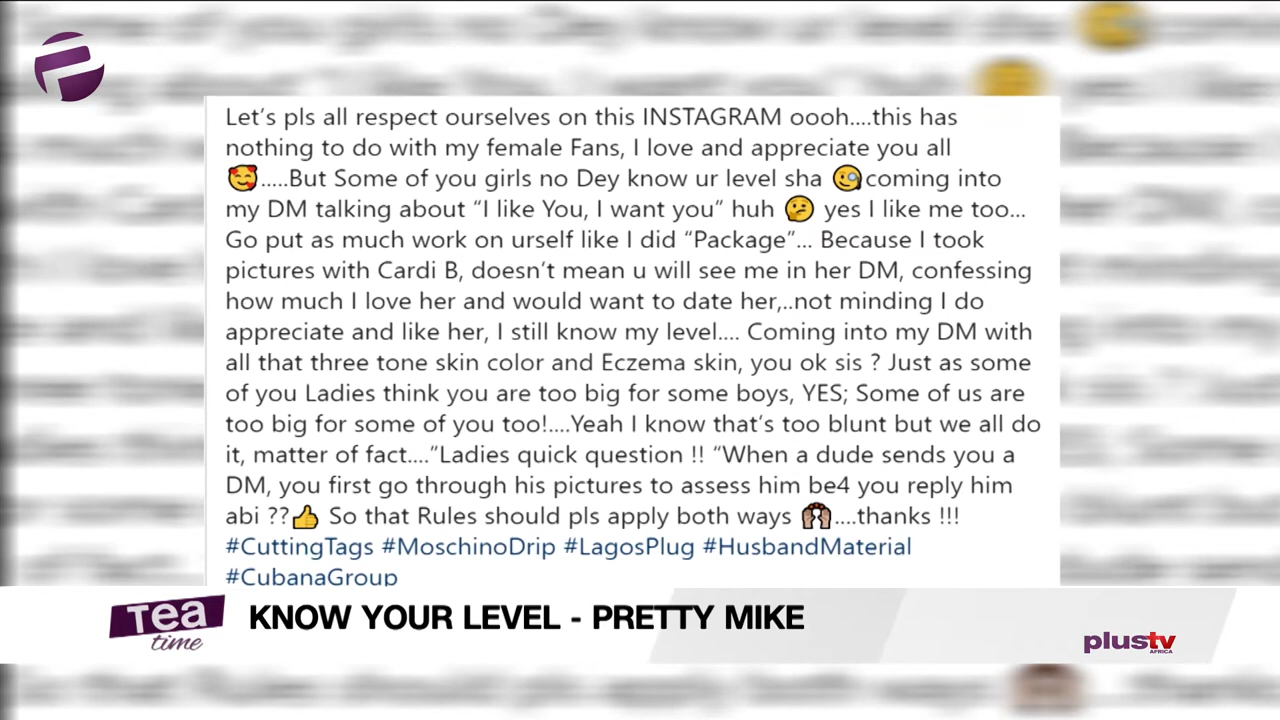 Let's pls all respect ourselves on this INSTAGRAM oooh....this has
nothing to do with my female Fans, I love and appreciate you all
🥰.....But Some of you girls no Dey know ur level sha 🧐coming into
my DM talking about “I like You, I want you” huh 🤔 yes I like me too...
Go put as much work on urself like I did “Package”... Because I took
pictures with Cardi B, doesn't mean u will see me in her DM, confessing
how much I love her and would want to date her,..not minding I do
appreciate and like her, I still know my level.... Coming into my DM with
all that three tone skin color and Eczema skin, you ok sis ? Just as some
of you Ladies think you are too big for some boys, YES; Some of us are
too big for some of you too!....Yeah I know that's too blunt but we all do
it, matter of fact....”Ladies quick question !! “When a dude sends you a
DM, you first go through his pictures to assess him be4 you reply him
abi ??👍 So that Rules should pls apply both ways 🙌....thanks !!!
#CuttingTags #MoschinoDrip #LagosPlug #HusbandMaterial
#CubanaGroup
Tea time
KNOW YOUR LEVEL - PRETTY MIKE
plustv
AFRICA